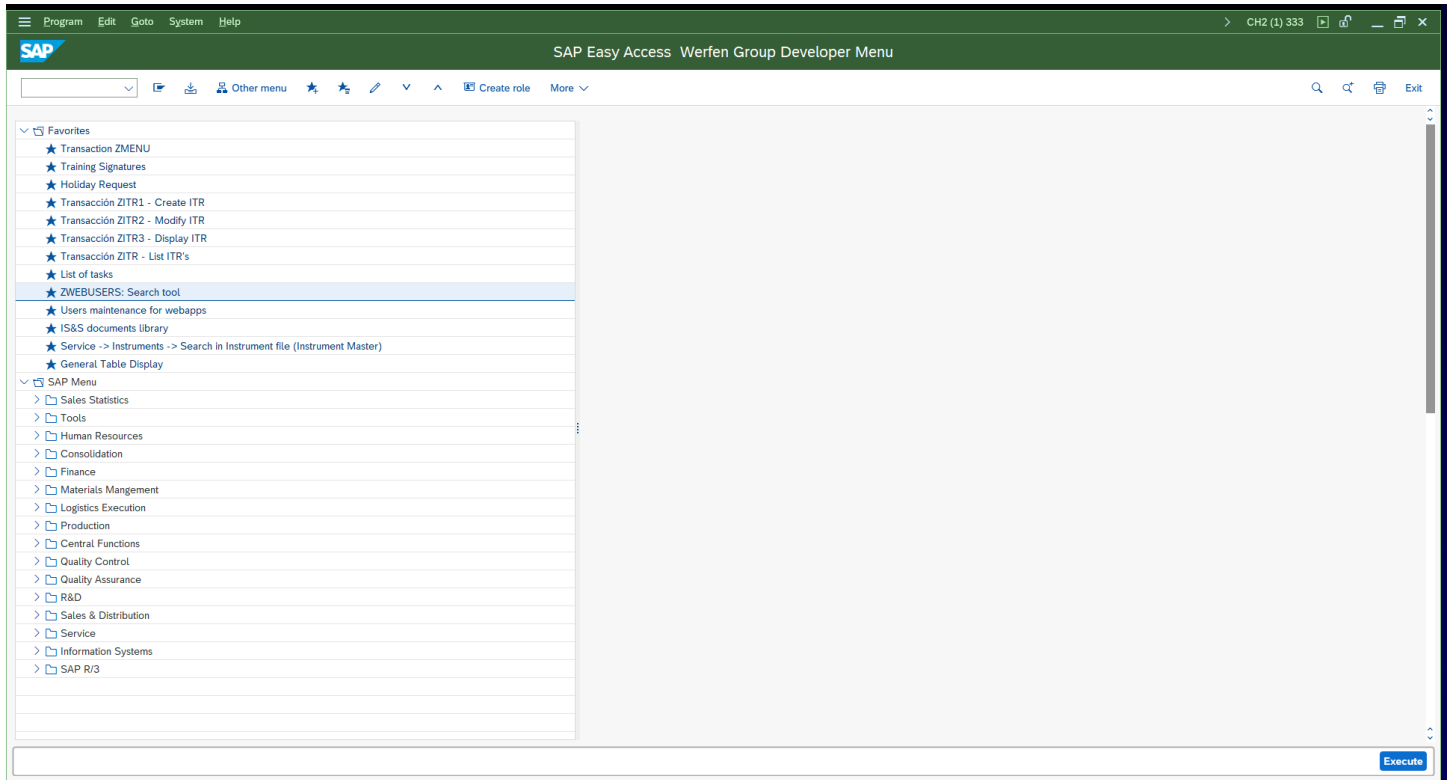 Program Edit Goto System Help CH2 (1) 333
SAP SAP Easy Access Werfen Group Developer Menu
Other menu Create role More Exit
Favorites
Transaction ZMENU
Training Signatures
Holiday Request
Transacción ZITR1 - Create ITR
Transacción ZITR2 - Modify ITR
Transacción ZITR3 - Display ITR
Transacción ZITR - List ITR's
List of tasks
ZWEBUSERS: Search tool
Users maintenance for webapps
IS&S documents library
Service -> Instruments -> Search in Instrument file (Instrument Master)
General Table Display
SAP Menu
Sales Statistics
Tools
Human Resources
Consolidation
Finance
Materials Mangement
Logistics Execution
Production
Central Functions
Quality Control
Quality Assurance
R&D
Sales & Distribution
Service
Information Systems
SAP R/3
Execute